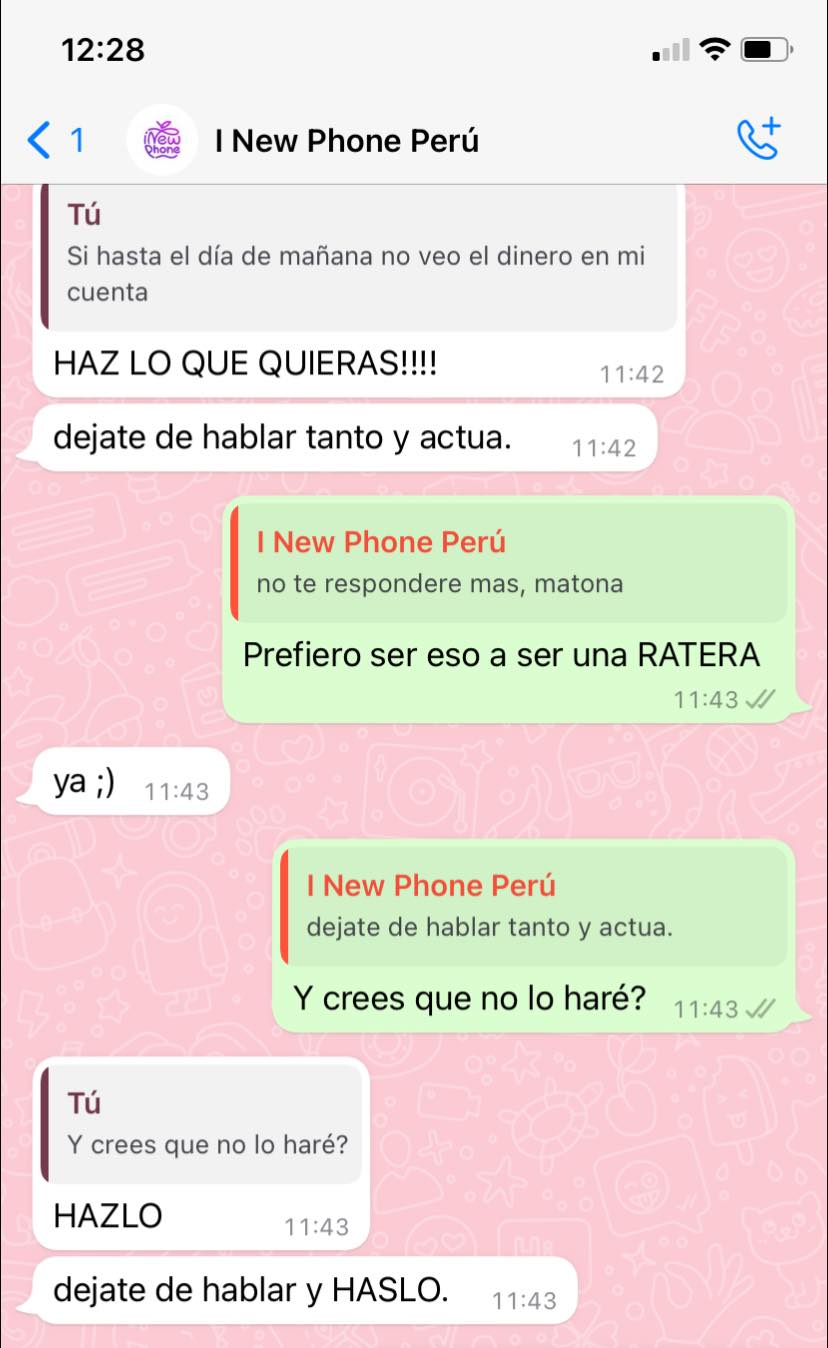 12:28
1
iNew
Phone
I New Phone Perú
Tú
Si hasta el día de mañana no veo el dinero en mi
cuenta
HAZ LO QUE QUIERAS!!!!
11:42
dejate de hablar tanto y actua.
11:42
I New Phone Perú
no te respondere mas, matona
Prefiero ser eso a ser una RATERA
11:43
ya ;)
11:43
I New Phone Perú
dejate de hablar tanto y actua.
Y crees que no lo haré?
11:43
Tú
Y crees que no lo haré?
HAZLO
11:43
dejate de hablar y HASLO.
11:43